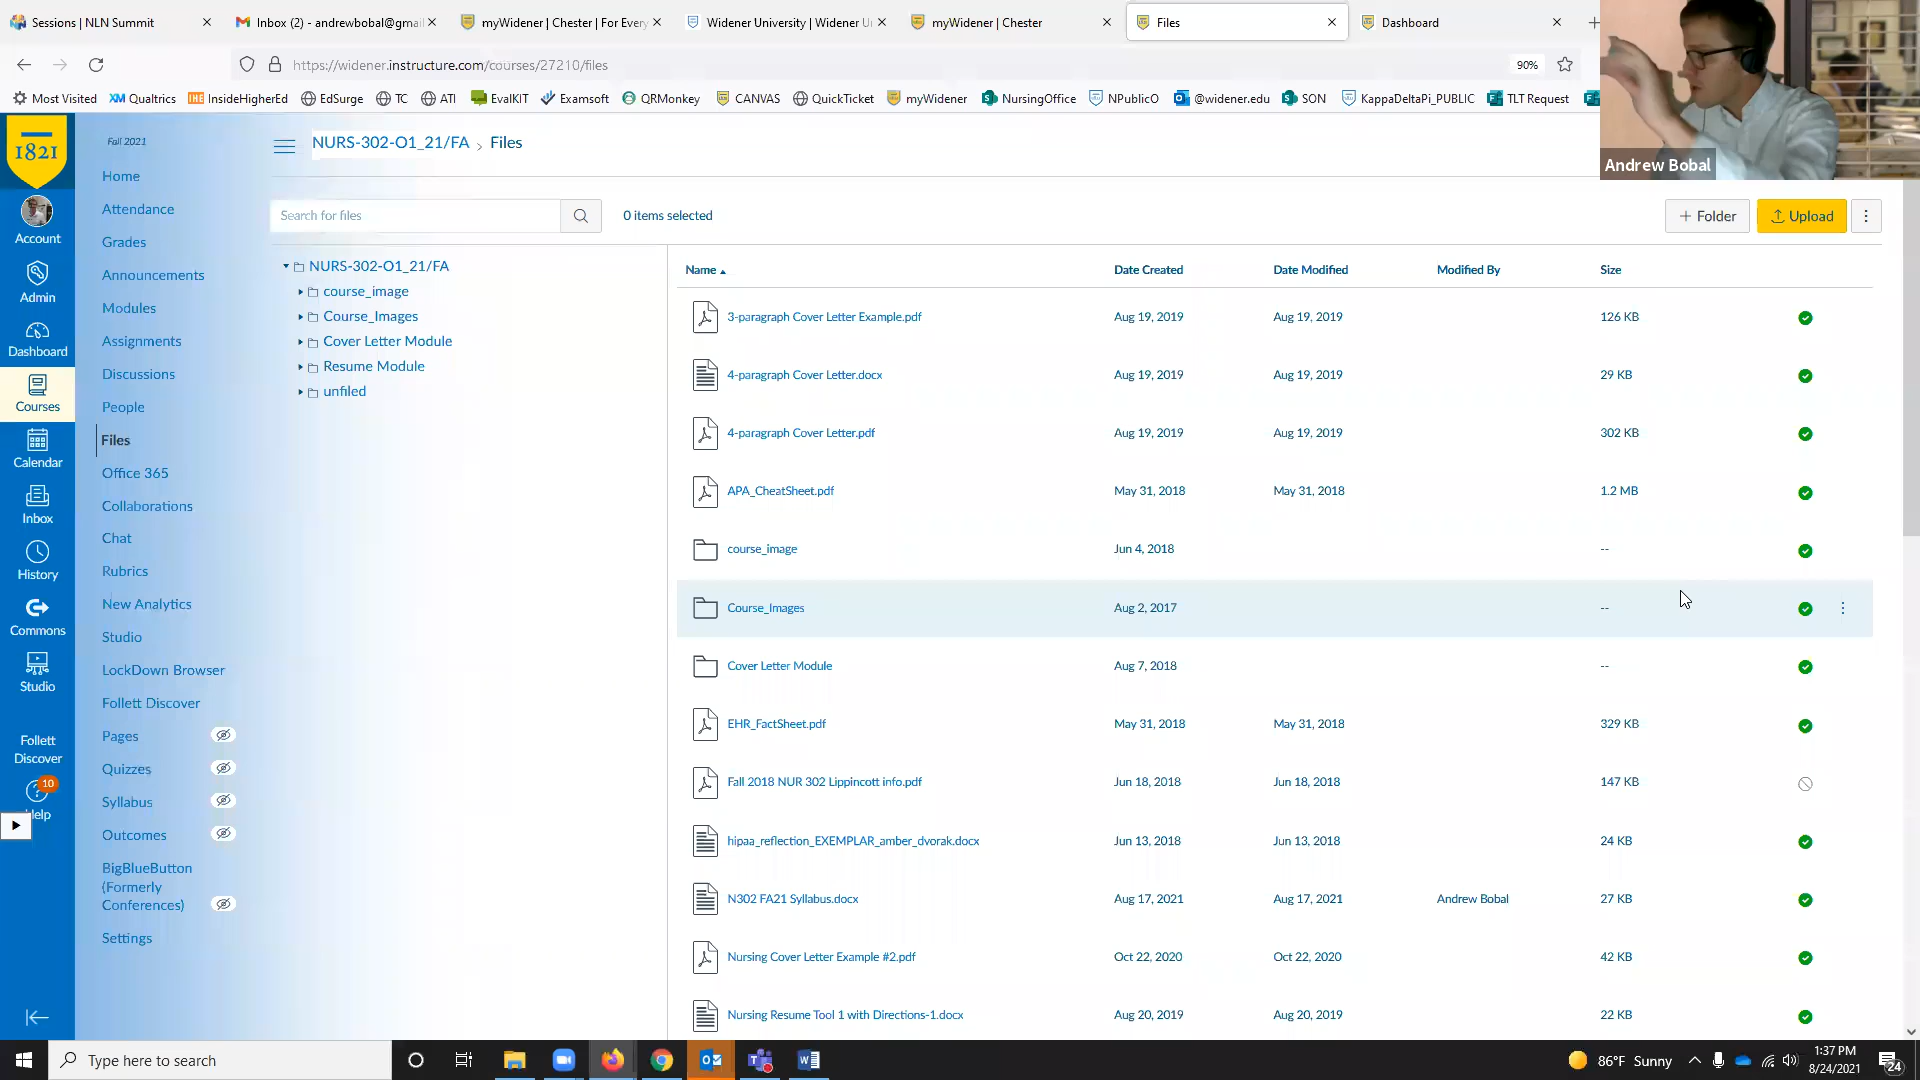 Sessions | NLN Summit
Inbox (2) - andrewbobal@gmai
myWidener | Chester | For Every
Widener University | Widener U
myWidener | Chester
Files
Dashboard
https://widener.instructure.com/courses/27210/files
90%
Most Visited
XM Qualtrics
IHE InsideHigherEd
EdSurge
TC
ATI
EvalKIT
Examsoft
QRMonkey
CANVAS
QuickTicket
myWidener
NursingOffice
NPublicO
@widener.edu
SON
KappaDeltaPi_PUBLIC
TLT Request
Andrew Bobal
1821
Account
Admin
Dashboard
Courses
Calendar
Inbox
History
Commons
Studio
Follett
Discover
10
Help
Fall 2021
Home
Attendance
Grades
Announcements
Modules
Assignments
Discussions
People
Files
Office 365
Collaborations
Chat
Rubrics
New Analytics
Studio
LockDown Browser
Follett Discover
Pages
Quizzes
Syllabus
Outcomes
BigBlueButton
(Formerly
Conferences)
Settings
NURS-302-O1_21/FA > Files
Search for files
0 items selected
+ Folder
Upload
NURS-302-O1_21/FA
course_image
Course_Images
Cover Letter Module
Resume Module
unfiled
Name Date Created Date Modified Modified By Size
3-paragraph Cover Letter Example.pdf Aug 19, 2019 Aug 19, 2019 126 KB
4-paragraph Cover Letter.docx Aug 19, 2019 Aug 19, 2019 29 KB
4-paragraph Cover Letter.pdf Aug 19, 2019 Aug 19, 2019 302 KB
APA_CheatSheet.pdf May 31, 2018 May 31, 2018 1.2 MB
course_image Jun 4, 2018 --
Course_Images Aug 2, 2017 --
Cover Letter Module Aug 7, 2018 --
EHR_FactSheet.pdf May 31, 2018 May 31, 2018 329 KB
Fall 2018 NUR 302 Lippincott info.pdf Jun 18, 2018 Jun 18, 2018 147 KB
hipaa_reflection_EXEMPLAR_amber_dvorak.docx Jun 13, 2018 Jun 13, 2018 24 KB
N302 FA21 Syllabus.docx Aug 17, 2021 Aug 17, 2021 Andrew Bobal 27 KB
Nursing Cover Letter Example #2.pdf Oct 22, 2020 Oct 22, 2020 42 KB
Nursing Resume Tool 1 with Directions-1.docx Aug 20, 2019 Aug 20, 2019 22 KB
Type here to search
86°F Sunny
1:37 PM
8/24/2021
24